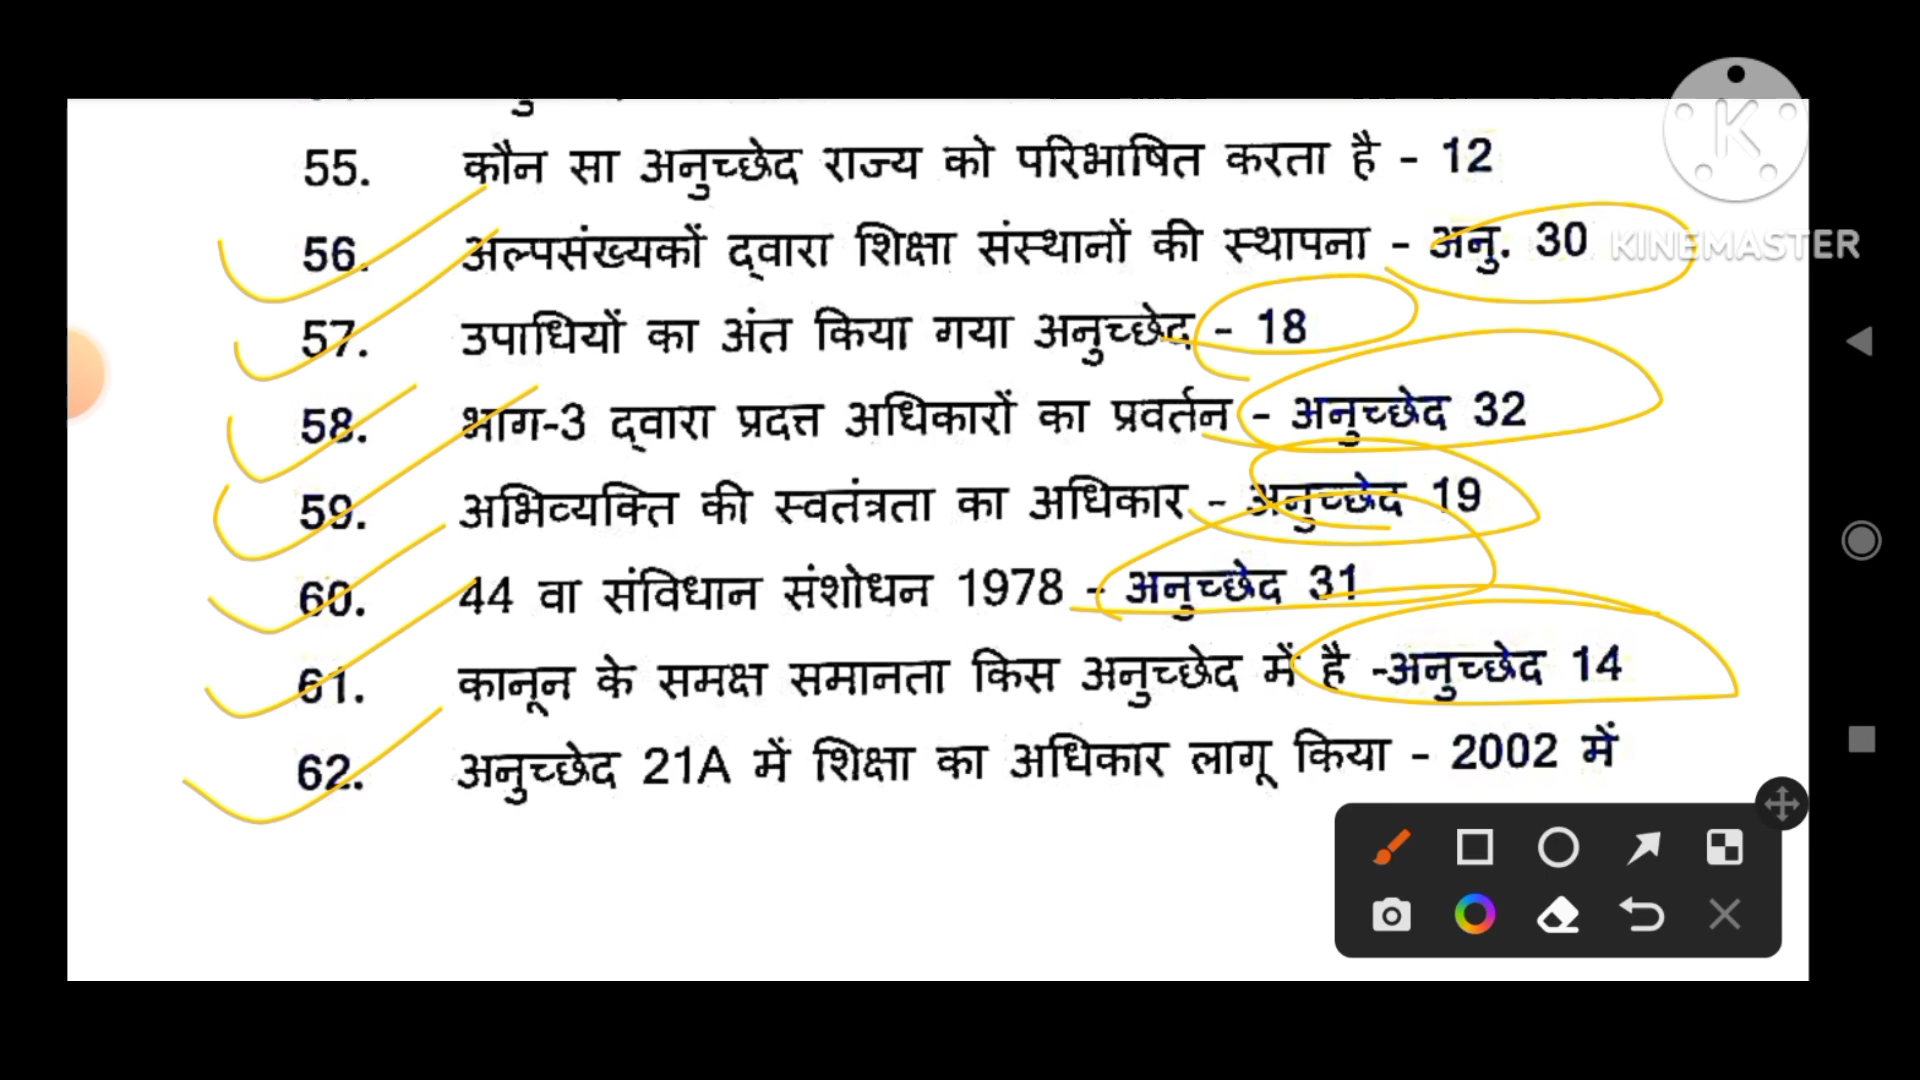 55. कौन सा अनुच्छेद राज्य को परिभाषित करता है - 12
56. अल्पसंख्यकों द्वारा शिक्षा संस्थानों की स्थापना - अनु. 30
57. उपाधियों का अंत किया गया अनुच्छेद - 18
58. भाग-3 द्वारा प्रदत्त अधिकारों का प्रवर्तन - अनुच्छेद 32
59. अभिव्यक्ति की स्वतंत्रता का अधिकार - अनुच्छेद 19
60. 44 वा संविधान संशोधन 1978 - अनुच्छेद 31
61. कानून के समक्ष समानता किस अनुच्छेद में है -अनुच्छेद 14
62. अनुच्छेद 21A में शिक्षा का अधिकार लागू किया - 2002 में
K
KINEMASTER